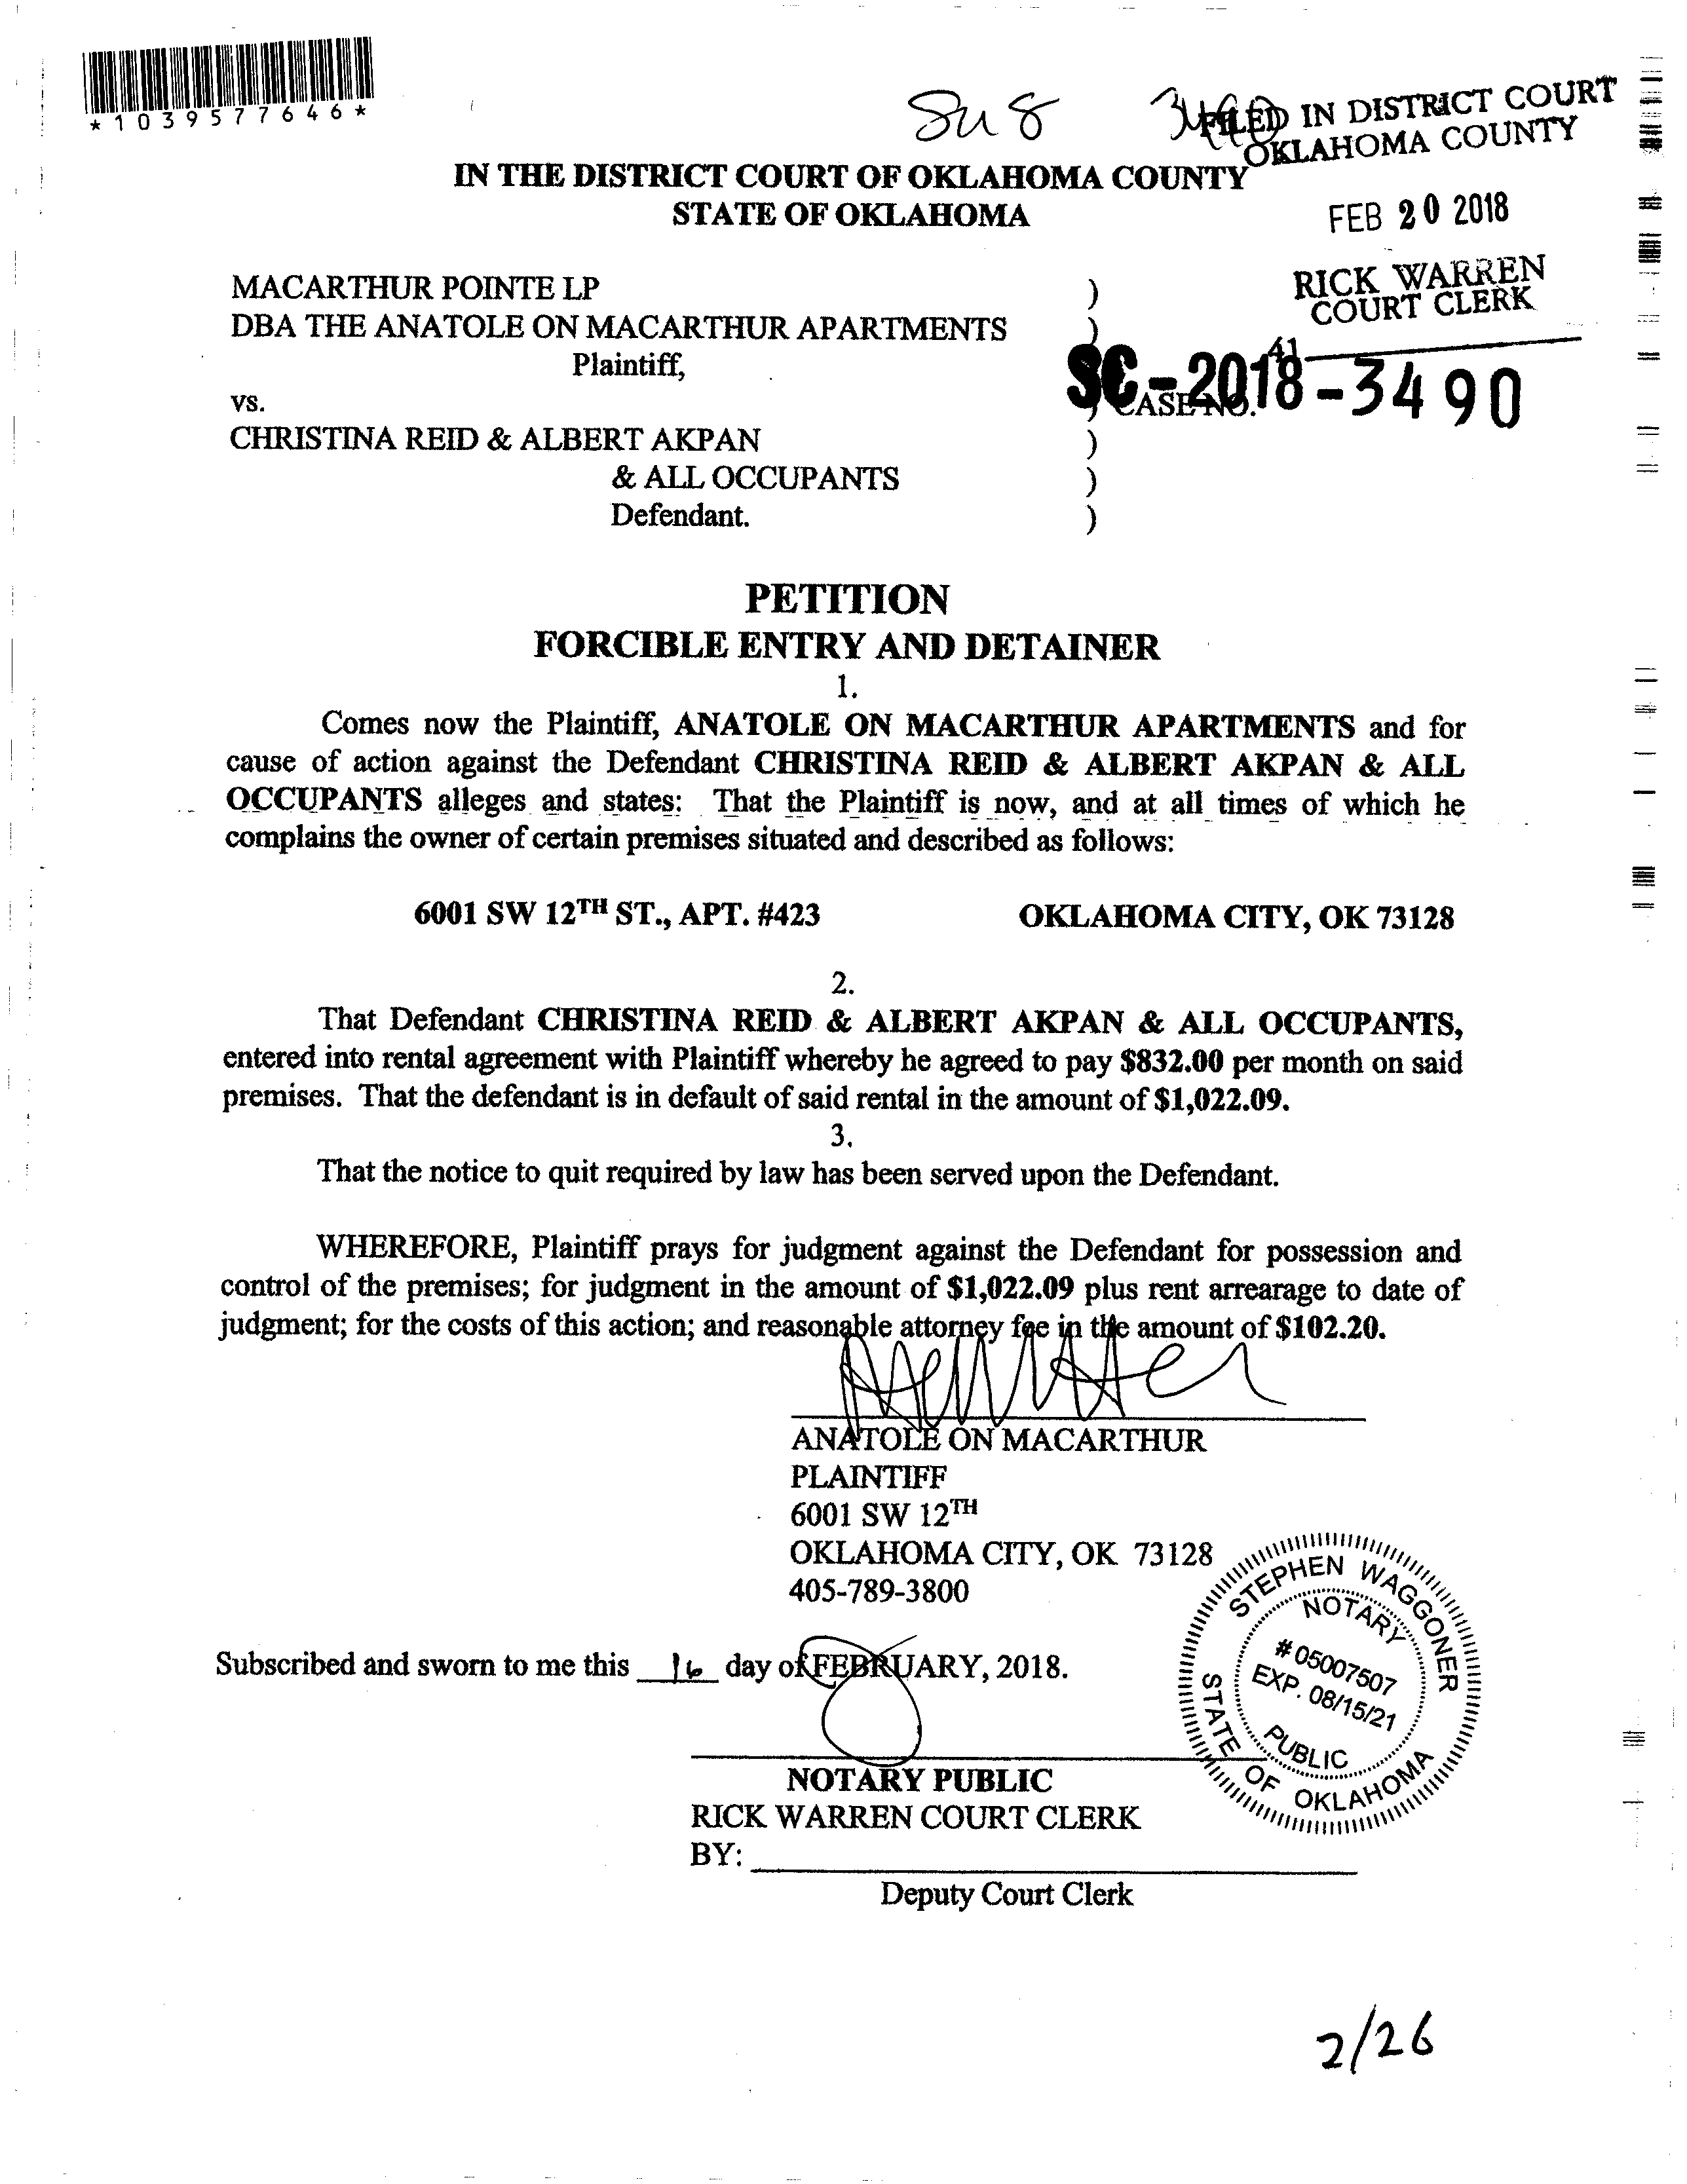 *1039577646*
FILED IN DISTRICT COURT
OKLAHOMA COUNTY
IN THE DISTRICT COURT OF OKLAHOMA COUNTY
STATE OF OKLAHOMA
FEB 20 2018
RICK WARREN
COURT CLERK
41
MACARTHUR POINTE LP )
DBA THE ANATOLE ON MACARTHUR APARTMENTS )
Plaintiff,
SC-2018-3490
vs. ) CASE NO.
CHRISTINA REID & ALBERT AKPAN )
& ALL OCCUPANTS )
Defendant. )
PETITION
FORCIBLE ENTRY AND DETAINER
1.
Comes now the Plaintiff, ANATOLE ON MACARTHUR APARTMENTS and for
cause of action against the Defendant CHRISTINA REID & ALBERT AKPAN & ALL
OCCUPANTS alleges and states: That the Plaintiff is now, and at all times of which he
complains the owner of certain premises situated and described as follows:
6001 SW 12TH ST., APT. #423 OKLAHOMA CITY, OK 73128
2.
That Defendant CHRISTINA REID & ALBERT AKPAN & ALL OCCUPANTS,
entered into rental agreement with Plaintiff whereby he agreed to pay $832.00 per month on said
premises. That the defendant is in default of said rental in the amount of $1,022.09.
3.
That the notice to quit required by law has been served upon the Defendant.
WHEREFORE, Plaintiff prays for judgment against the Defendant for possession and
control of the premises; for judgment in the amount of $1,022.09 plus rent arrearage to date of
judgment; for the costs of this action; and reasonable attorney fee in the amount of $102.20.
ANATOLE ON MACARTHUR
PLAINTIFF
6001 SW 12TH
OKLAHOMA CITY, OK 73128
405-789-3800
Subscribed and sworn to me this 16 day of FEBRUARY, 2018.
STEPHEN WAGGONER
NOTARY
# 05007507
EXP. 08/15/21
PUBLIC
STATE OF OKLAHOMA
NOTARY PUBLIC
RICK WARREN COURT CLERK
BY:
Deputy Court Clerk
2/26